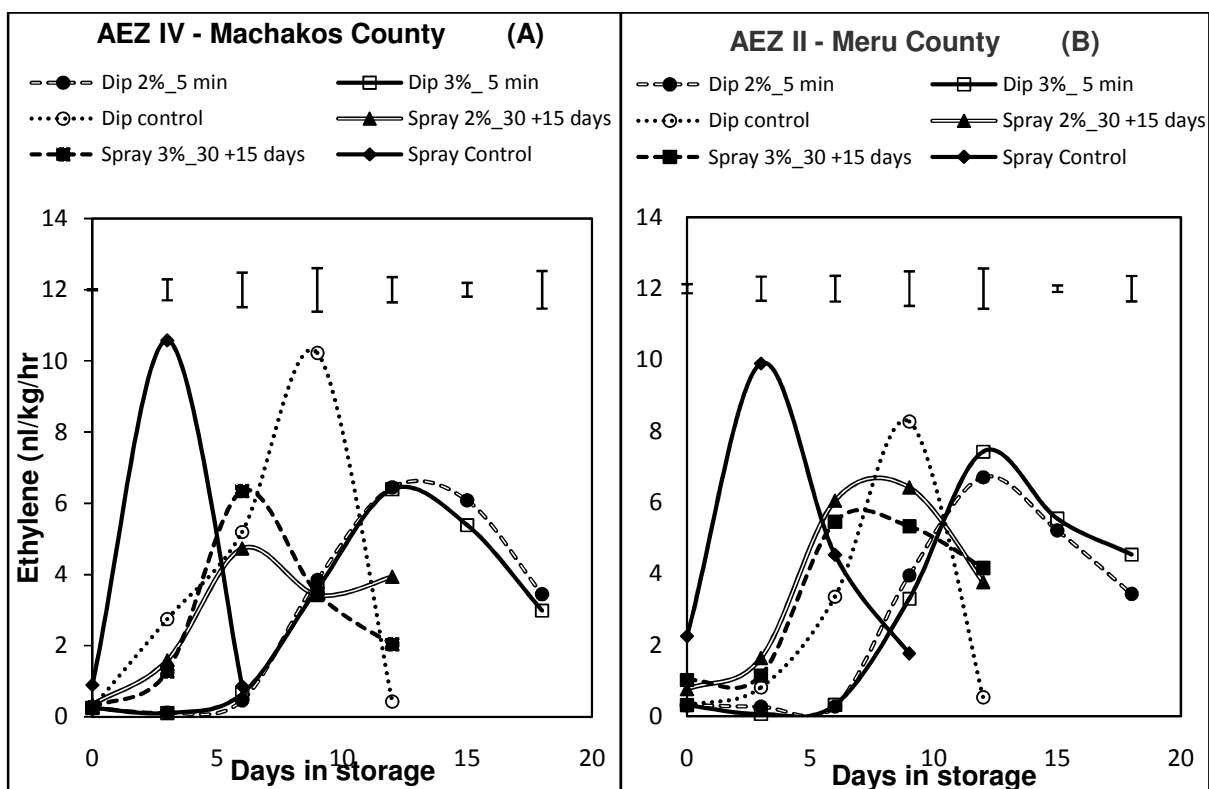 AEZ IV - Machakos County (A)
Dip 2%_5 min
Dip 3%_ 5 min
Dip control
Spray 2%_30 +15 days
Spray 3%_30 +15 days
Spray Control
Ethylene (nl/kg/hr
14
12
10
8
6
4
2
0
0 5 10 15 20
Days in storage
AEZ II - Meru County (B)
Dip 2%_5 min
Dip 3%_5 min
Dip control
Spray 2%_30 +15 days
Spray 3%_30 +15 days
Spray Control
14
12
10
8
6
4
2
0
0 5 10 15 20
Days in storage